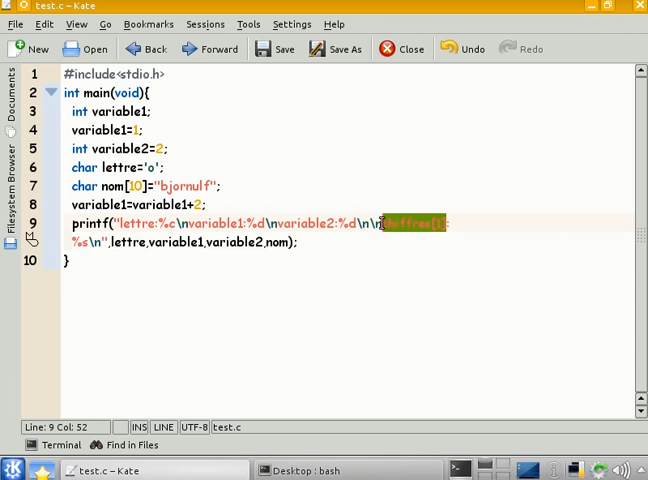 test.c - Kate
File Edit View Go Bookmarks Sessions Tools Settings Help
New Open Back Forward Save Save As Close Undo Redo
Documents
Filesystem Browser
1 #include<stdio.h>
2 int main(void){
3 int variable1;
4 variable1=1;
5 int variable2=2;
6 char lettre='o';
7 char nom[10]="bjornulf";
8 variable1=variable1+2;
9 printf("lettre:%c\nvariable1:%d\nvariable2:%d\n\nchiffres[1]:
%s\n",lettre,variable1,variable2,nom);
10 }
Line: 9 Col: 52 INS LINE UTF-8 test.c
Terminal Find in Files
test.c - Kate Desktop : bash